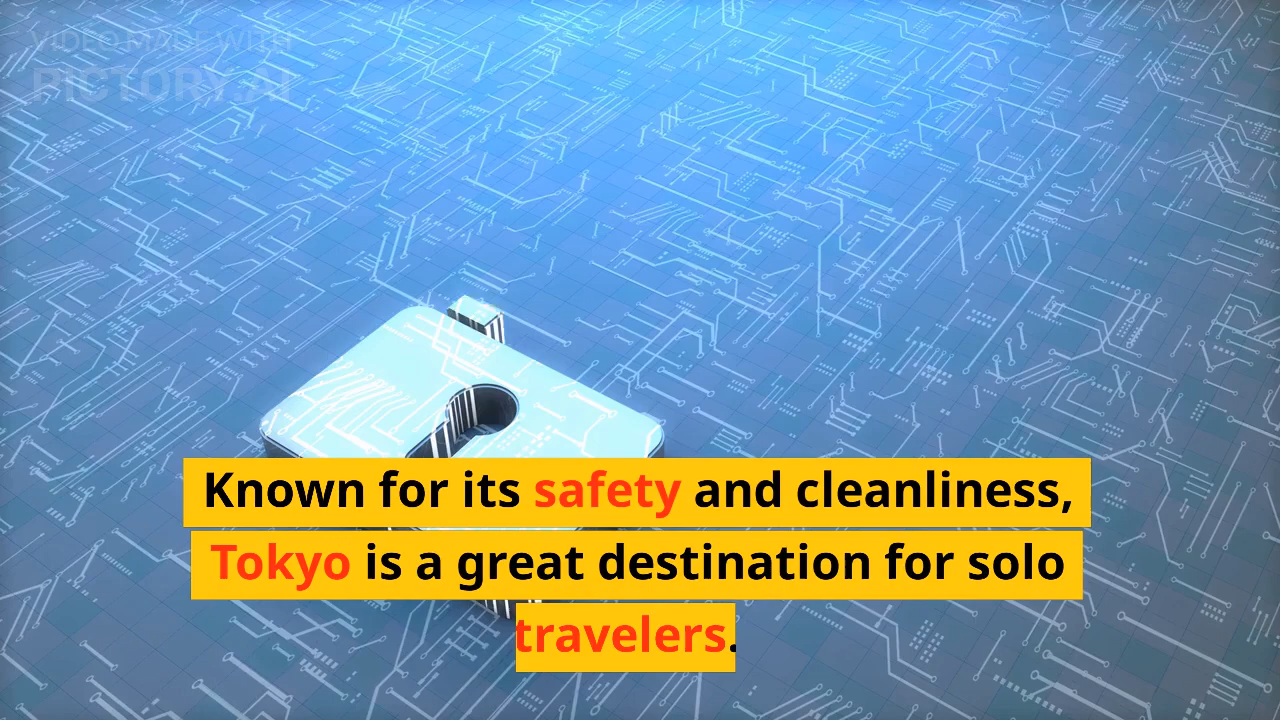 VIDEO MADE WITH
PICTORY.AI
Known for its safety and cleanliness,
Tokyo is a great destination for solo
travelers.